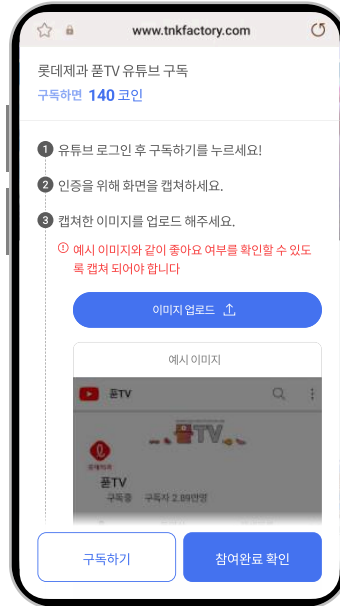 www.tnkfactory.com
롯데제과 푼TV 유튜브 구독
구독하면 140 코인
1 유튜브 로그인 후 구독하기를 누르세요!
2 인증을 위해 화면을 캡쳐하세요.
3 캡쳐한 이미지를 업로드 해주세요.
예시 이미지와 같이 좋아요 여부를 확인할 수 있도
록 캡쳐 되어야 합니다
이미지 업로드
예시 이미지
푼TV
TV
롯데제과
푼TV
구독중 구독자 2.89만명
구독하기
참여완료 확인